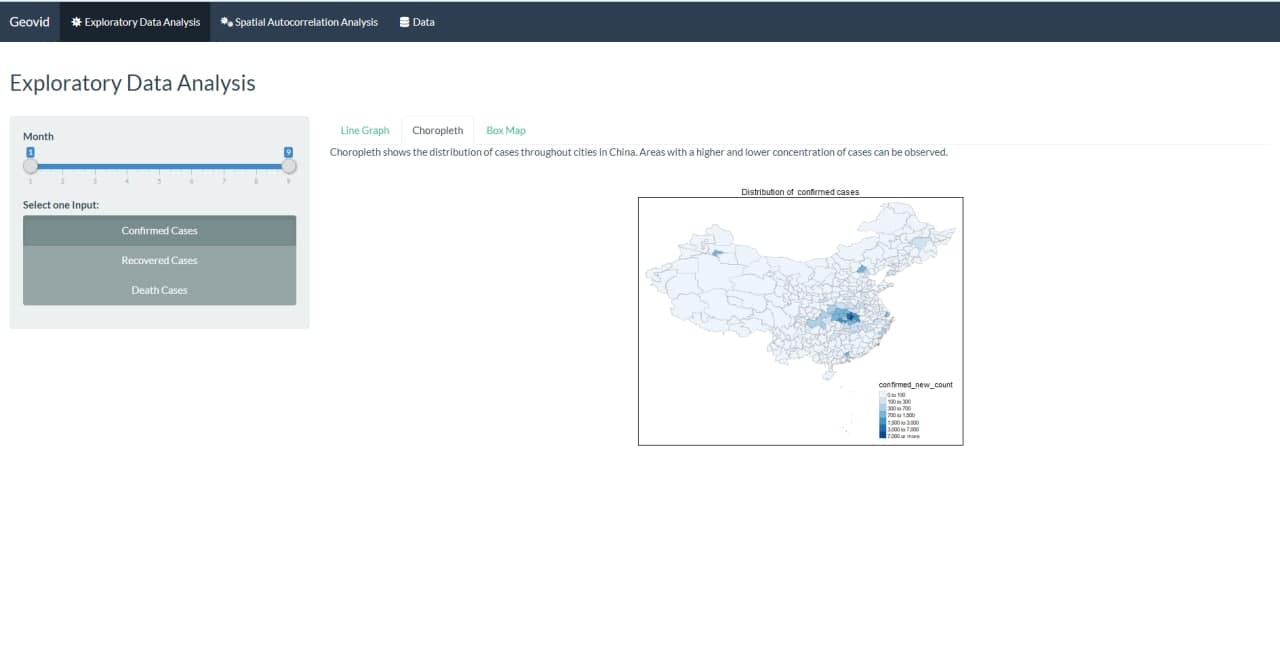 Geovid Exploratory Data Analysis Spatial Autocorrelation Analysis Data
Exploratory Data Analysis
Month
1 9
1 2 3 4 5 6 7 8 9
Select one Input:
Confirmed Cases
Recovered Cases
Death Cases
Line Graph Choropleth Box Map
Choropleth shows the distribution of cases throughout cities in China. Areas with a higher and lower concentration of cases can be observed.
Distribution of confirmed cases
confirmed_new_count
0 to 100
100 to 300
300 to 700
700 to 1,500
1,500 to 3,000
3,000 to 7,000
7,000 or more